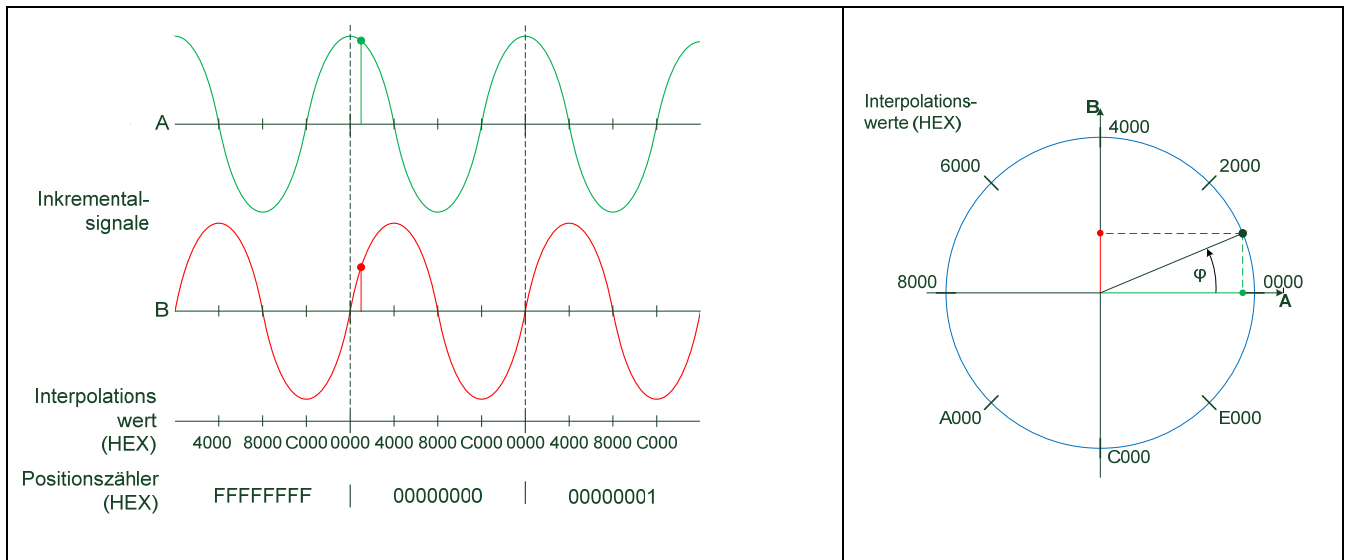 A
Inkremental-
signale
B
Interpolations
wert
(HEX)
4000 8000 C000 0000 4000 8000 C000 0000 4000 8000 C000
Positionszähler
(HEX)
FFFFFFFF | 00000000 | 00000001
Interpolations-
werte (HEX)
B
4000
6000
2000
8000
φ
0000
A
A000
E000
C000